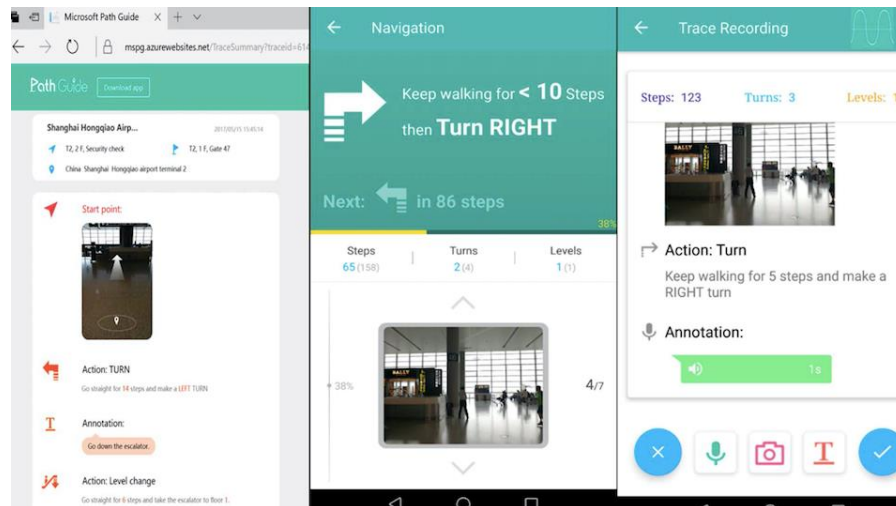 Microsoft Path Guide
mspg.azurewebsites.net/TraceSummary?traceid=614
Path Guide
Download app
Shanghai Hongqiao Airp...
2017/05/15 15:45:14
T2, 2 F, Security check
T2, 1 F, Gate 47
China Shanghai Hongqiao airport terminal 2
Start point:
Action: TURN
Go straight for 14 steps and make a LEFT TURN
Annotation:
Go down the escalator.
Action: Level change
Go straight for 6 steps and take the escalator to floor 1.
Navigation
Keep walking for < 10 Steps
then Turn RIGHT
Next: in 86 steps
38%
Steps Turns Levels
65 (158) 2 (4) 1 (1)
BALLY
38%
4/7
Trace Recording
Steps: 123 Turns: 3 Levels: 1
BALLY
Action: Turn
Keep walking for 5 steps and make a
RIGHT turn
Annotation:
1s
T